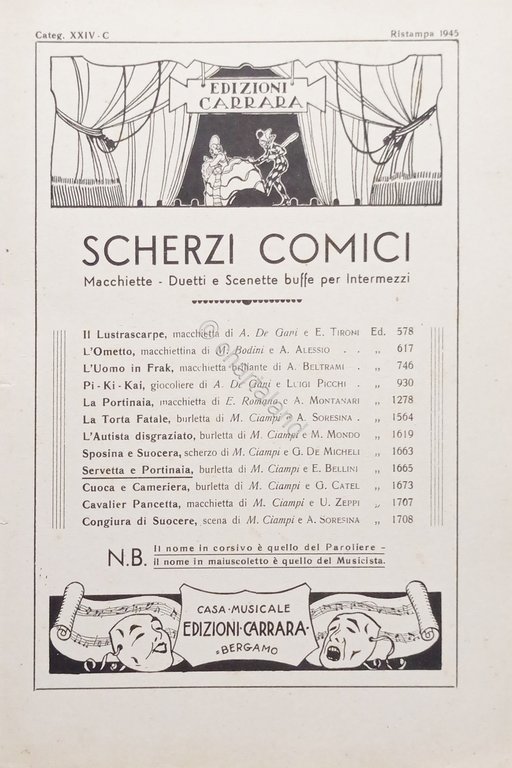 Categ. XXIV - C
Ristampa 1945
EDIZIONI
CARRARA
SCHERZI COMICI
Macchiette - Duetti e Scenette buffe per Intermezzi
Il Lustrascarpe, macchietta di A. De Gani e E. Tironi Ed. 578
L'Ometto, macchiettina di M. Bodini e A. Alessio . . „ 617
L'Uomo in Frak, macchietta brillante di A. Beltrami . „ 746
Pi - Ki - Kai, giocoliere di A. De Gani e Luigi Picchi . „ 930
La Portinaia, macchietta di E. Romano e A. Montanari „ 1278
La Torta Fatale, burletta di M. Ciampi e A. Soresina . „ 1564
L'Autista disgraziato, burletta di M. Ciampi e M. Mondo „ 1619
Sposina e Suocera, scherzo di M. Ciampi e G. De Micheli „ 1663
Servetta e Portinaia, burletta di M. Ciampi e E. Bellini „ 1665
Cuoca e Cameriera, burletta di M. Ciampi e G. Catel „ 1673
Cavalier Pancetta, macchietta di M. Ciampi e U. Zeppi „ 1707
Congiura di Suocere, scena di M. Ciampi e A. Soresina „ 1708
N.B. Il nome in corsivo è quello del Paroliere -
il nome in maiuscoletto è quello del Musicista.
CASA·MUSICALE
EDIZIONI·CARRARA·
BERGAMO
© chartaland